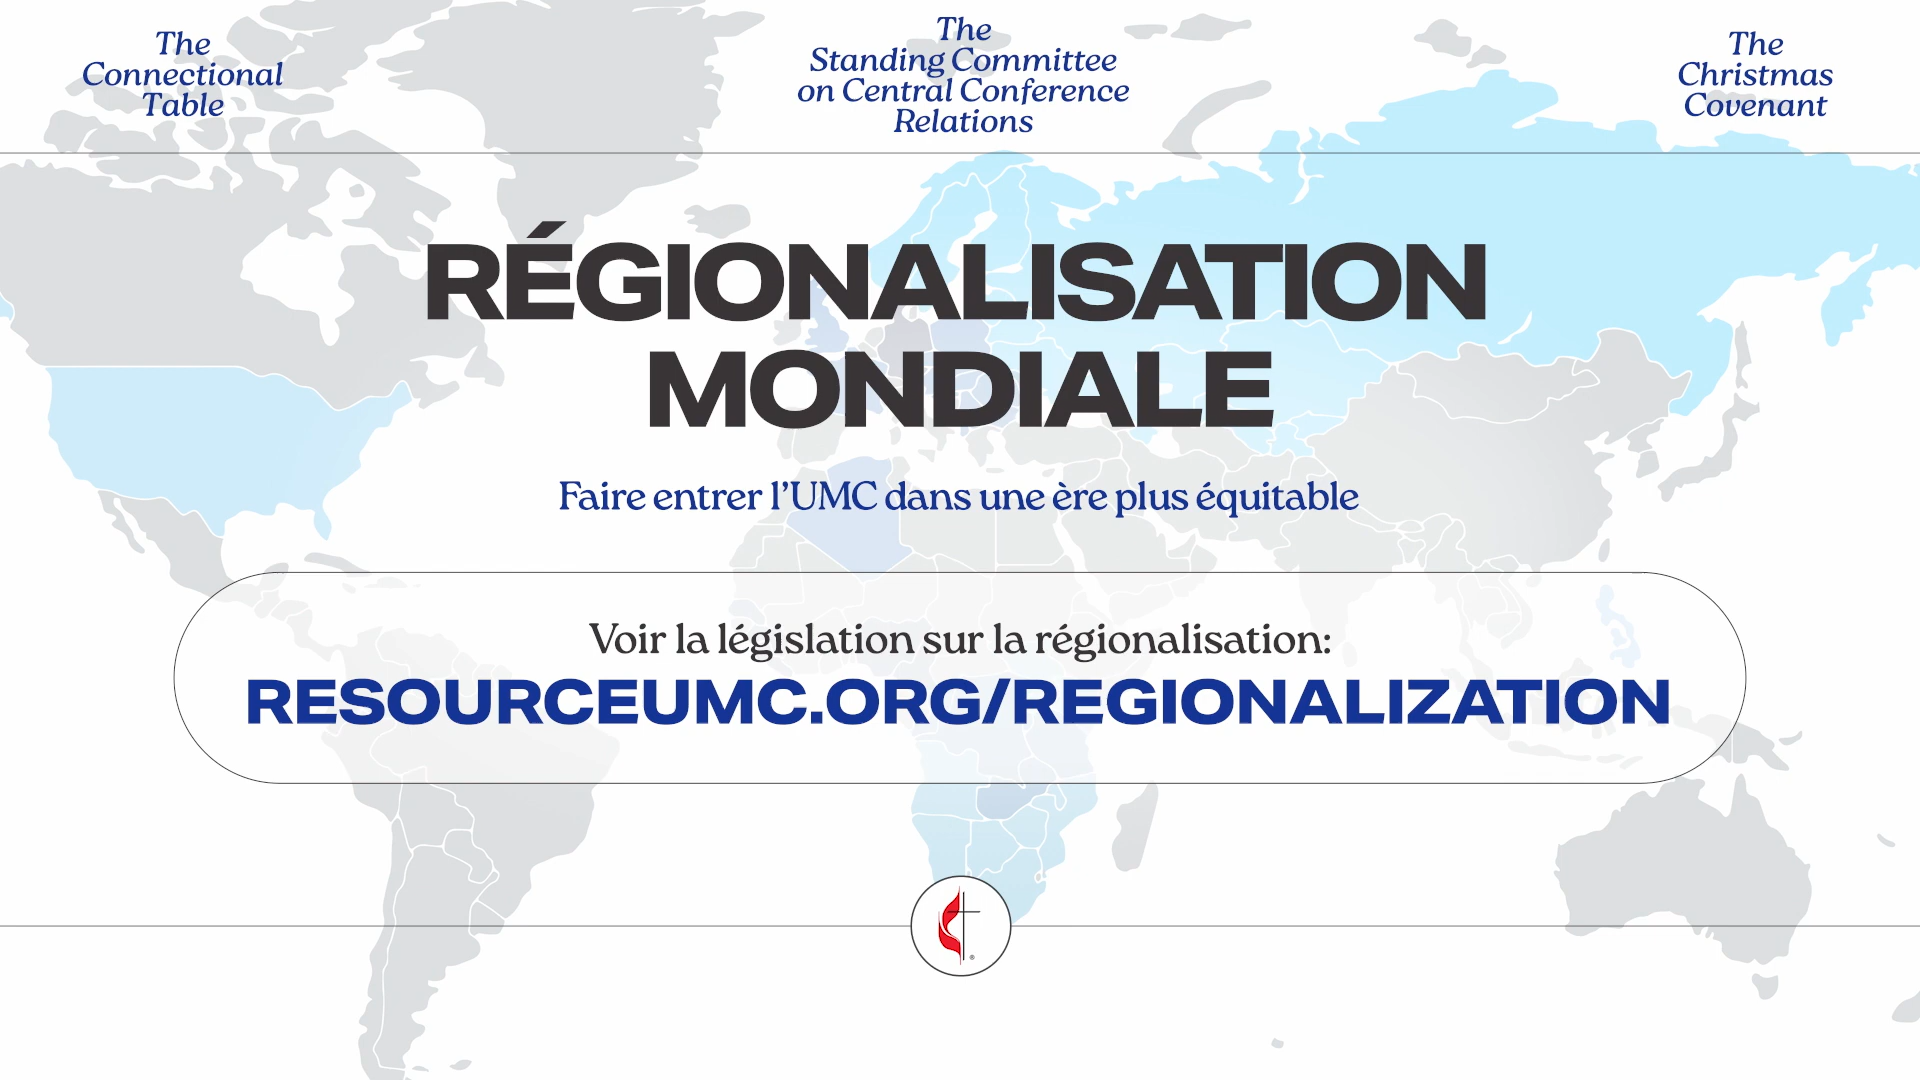 The
Connectional
Table
The
Standing Committee
on Central Conference
Relations
The
Christmas
Covenant
RÉGIONALISATION
MONDIALE
Faire entrer l’UMC dans une ère plus équitable
Voir la législation sur la régionalisation:
RESOURCEUMC.ORG/REGIONALIZATION
®